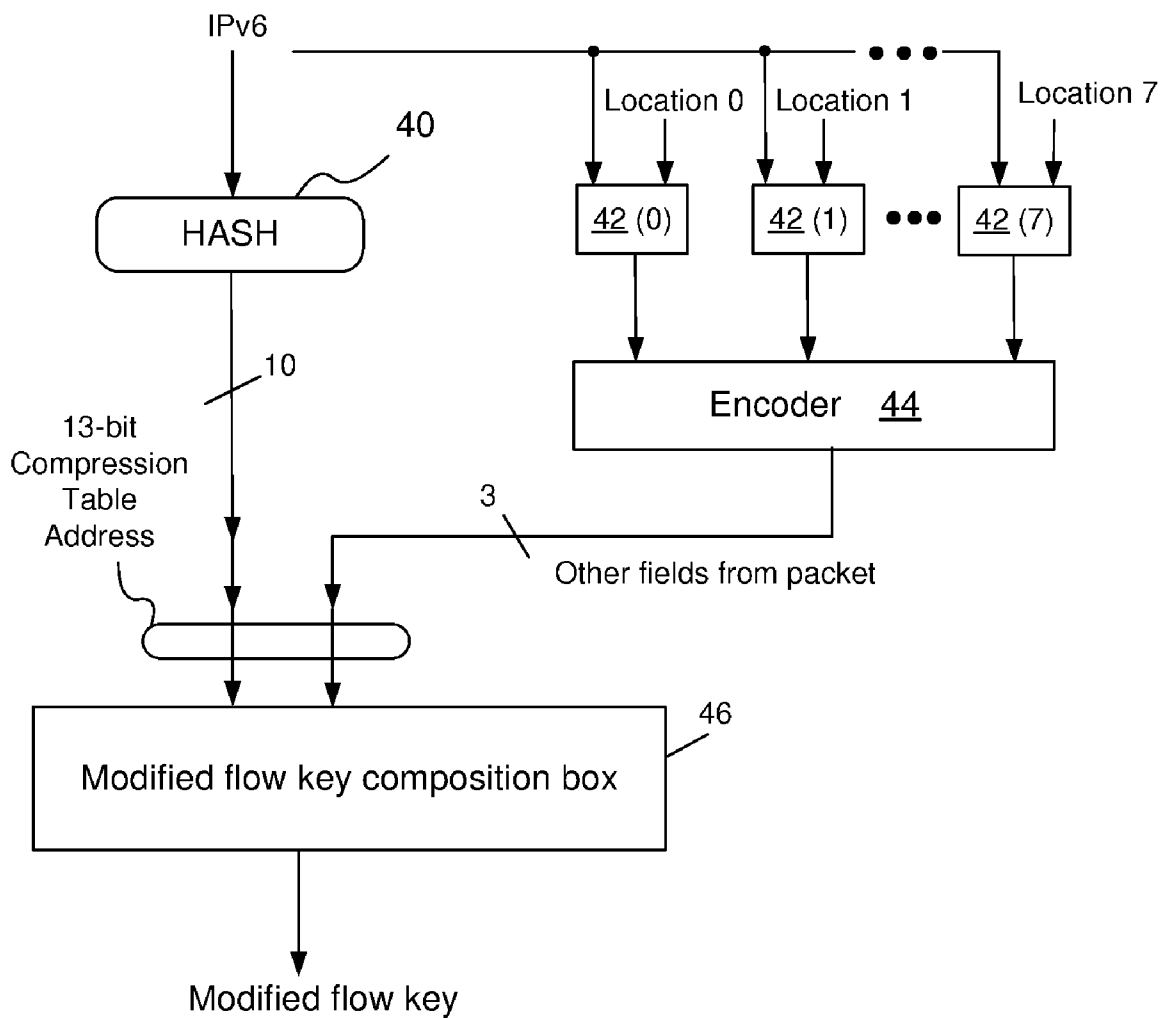 IPv6
Location 0
Location 1
Location 7
40
HASH
42 (0)
42 (1)
42 (7)
10
Encoder 44
13-bit
Compression
Table
Address
3
Other fields from packet
46
Modified flow key composition box
Modified flow key